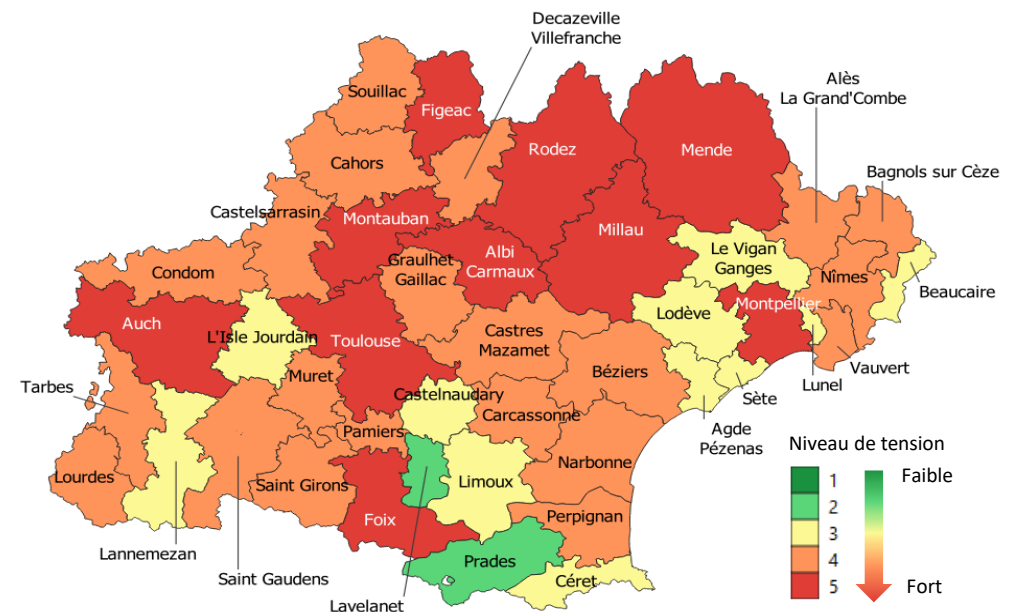 Decazeville
Villefranche
Alès
La Grand'Combe
Souillac
Figeac
Rodez
Mende
Cahors
Bagnols sur Cèze
Castelsarrasin
Montauban
Millau
Albi
Carmaux
Le Vigan
Ganges
Graulhet
Gaillac
Condom
Nîmes
Beaucaire
Auch
L'Isle Jourdain
Toulouse
Castres
Mazamet
Lodève
Montpellier
Muret
Béziers
Vauvert
Lunel
Tarbes
Castelnaudary
Sète
Carcassonne
Agde
Pézenas
Pamiers
Niveau de tension
Lourdes
Saint Girons
Limoux
Narbonne
1
2
3
4
5
Faible
Fort
Foix
Perpignan
Lannemezan
Saint Gaudens
Prades
Céret
Lavelanet